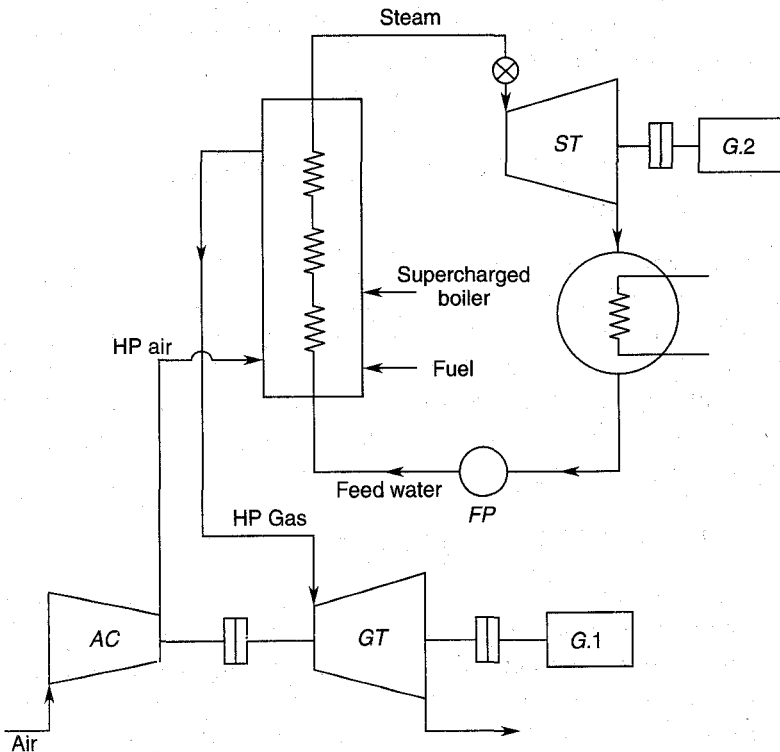 Steam
ST
G.2
Supercharged
boiler
HP air
Fuel
Feed water
FP
HP Gas
AC
GT
G.1
Air